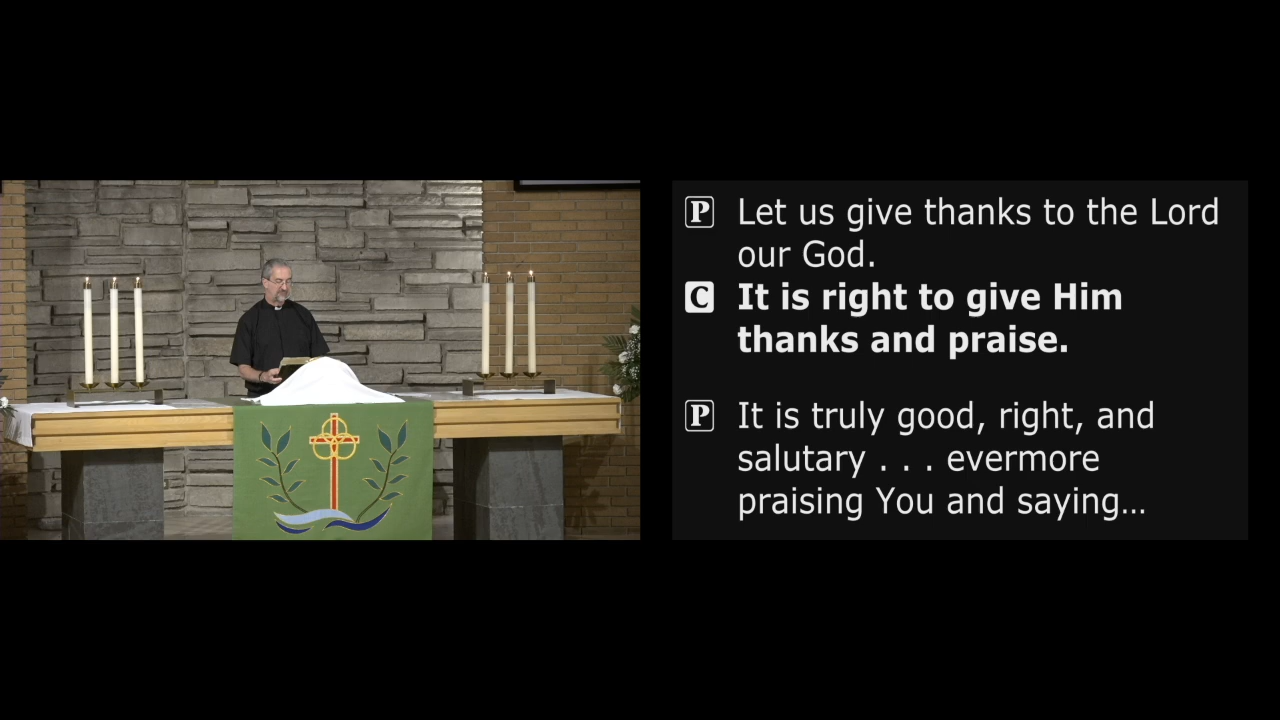 P Let us give thanks to the Lord
our God.
C It is right to give Him
thanks and praise.
P It is truly good, right, and
salutary . . . evermore
praising You and saying…